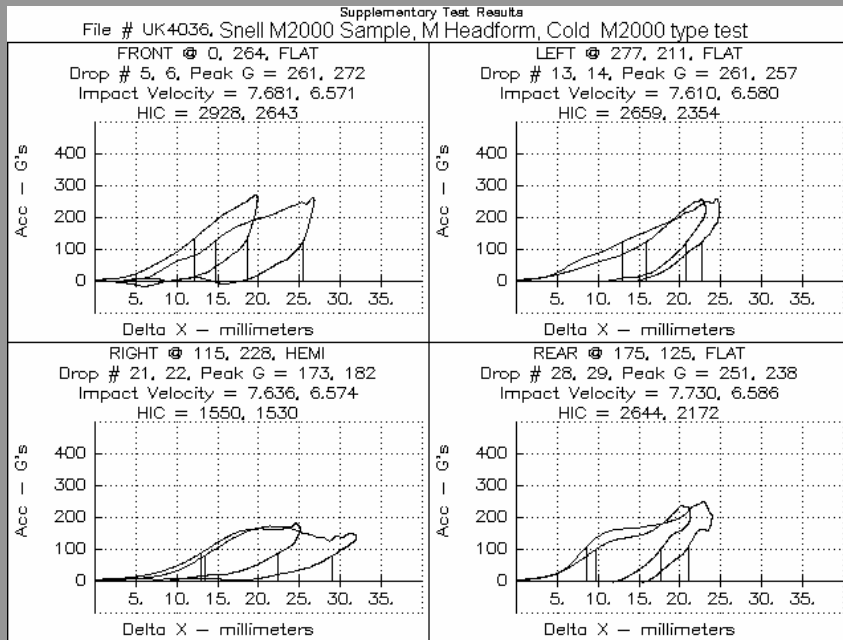 Supplementary Test Results
File # UK4036, Snell M2000 Sample, M Headform, Cold M2000 type test
FRONT @ 0, 264, FLAT
Drop # 5, 6, Peak G = 261, 272
Impact Velocity = 7.681, 6.571
HIC = 2928, 2643
Acc - G's
400
300
200
100
0
5. 10. 15. 20. 25. 30. 35.
Delta X - millimeters
LEFT @ 277, 211, FLAT
Drop # 13, 14, Peak G = 261, 257
Impact Velocity = 7.610, 6.580
HIC = 2659, 2354
Acc - G's
400
300
200
100
0
5. 10. 15. 20. 25. 30. 35.
Delta X - millimeters
RIGHT @ 115, 228, HEMI
Drop # 21, 22, Peak G = 173, 182
Impact Velocity = 7.636, 6.574
HIC = 1550, 1530
Acc - G's
400
300
200
100
0
5. 10. 15. 20. 25. 30. 35.
Delta X - millimeters
REAR @ 175, 125, FLAT
Drop # 28, 29, Peak G = 251, 238
Impact Velocity = 7.730, 6.586
HIC = 2644, 2172
Acc - G's
400
300
200
100
0
5. 10. 15. 20. 25. 30. 35.
Delta X - millimeters